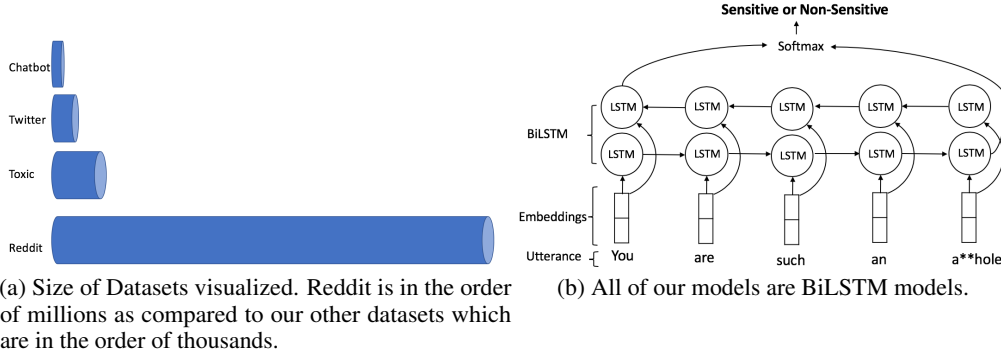 Chatbot
Twitter
Toxic
Reddit
(a) Size of Datasets visualized. Reddit is in the order
of millions as compared to our other datasets which
are in the order of thousands.
Sensitive or Non-Sensitive
Softmax
LSTM LSTM LSTM LSTM LSTM
BiLSTM
LSTM LSTM LSTM LSTM LSTM
Embeddings
Utterance You are such an a**hole
(b) All of our models are BiLSTM models.